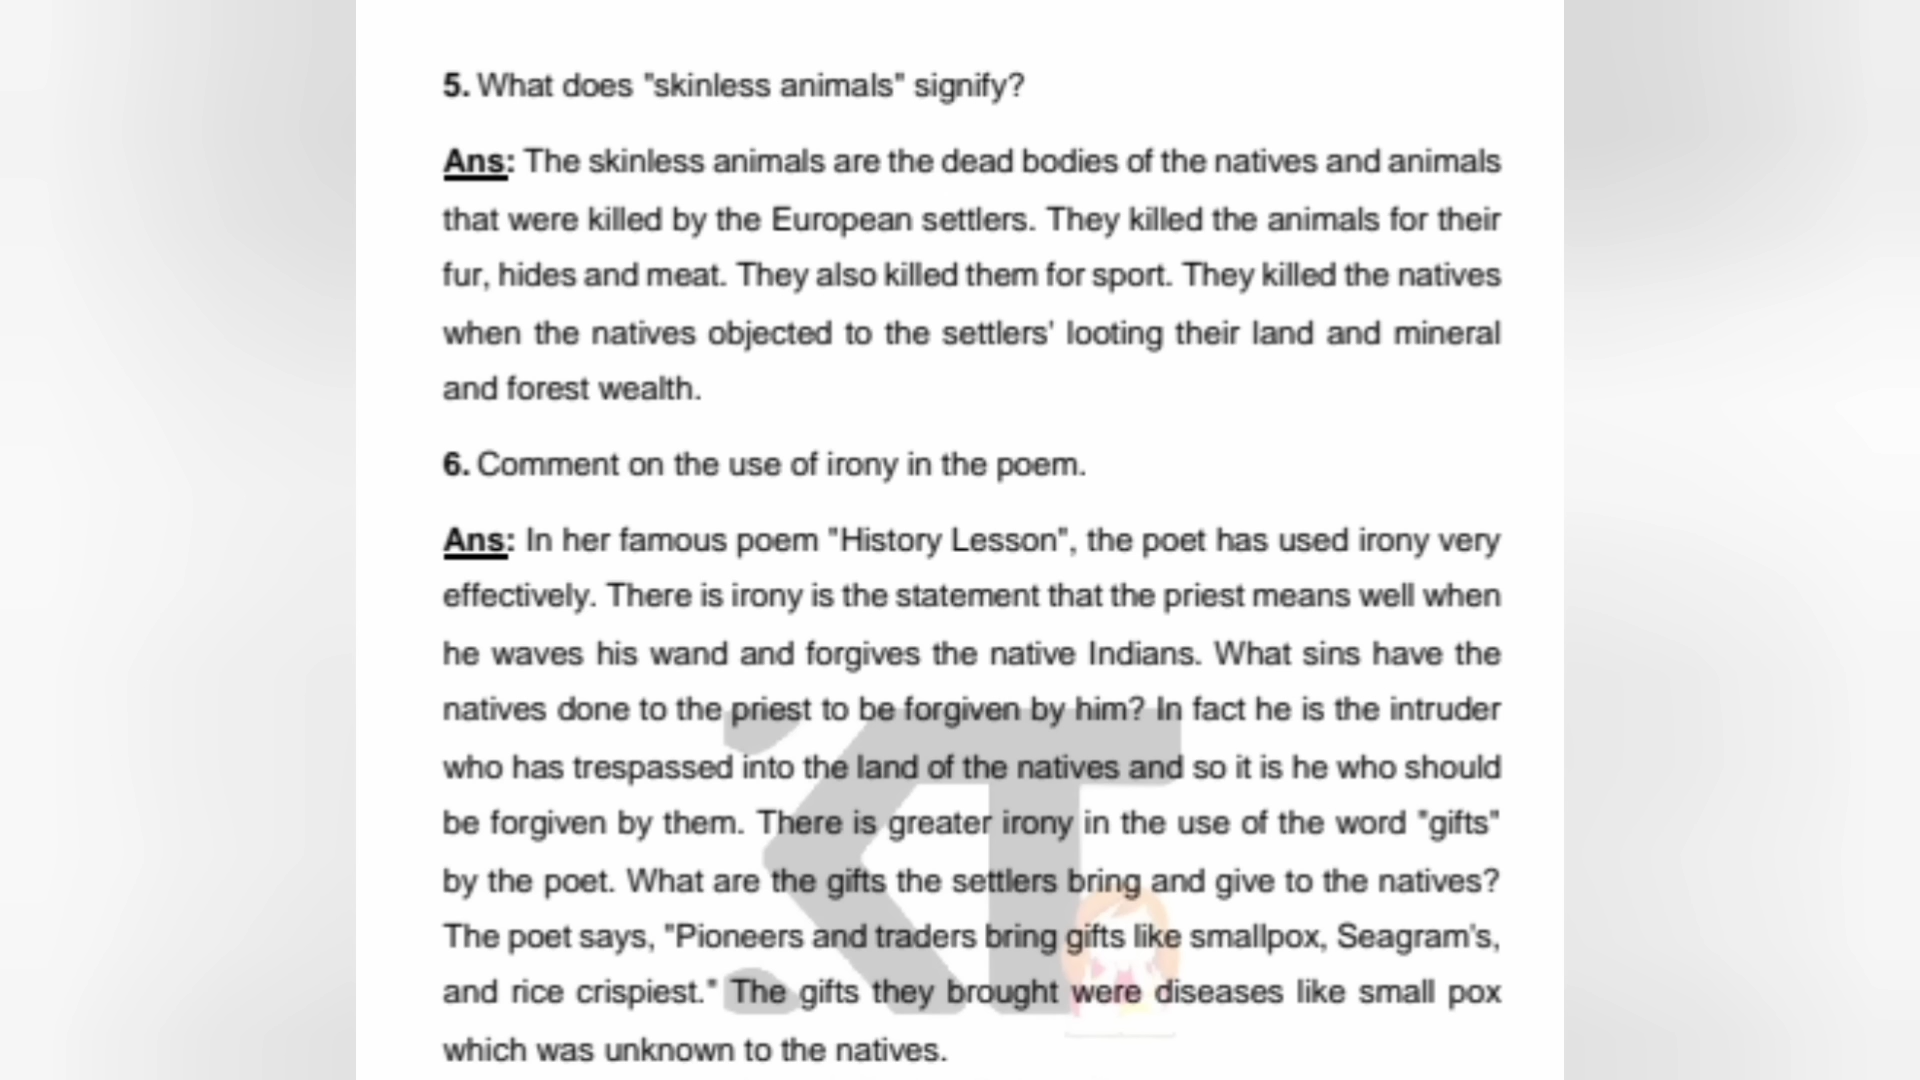 5. What does "skinless animals" signify?
Ans: The skinless animals are the dead bodies of the natives and animals
that were killed by the European settlers. They killed the animals for their
fur, hides and meat. They also killed them for sport. They killed the natives
when the natives objected to the settlers' looting their land and mineral
and forest wealth.
6. Comment on the use of irony in the poem.
Ans: In her famous poem "History Lesson", the poet has used irony very
effectively. There is irony is the statement that the priest means well when
he waves his wand and forgives the native Indians. What sins have the
natives done to the priest to be forgiven by him? In fact he is the intruder
who has trespassed into the land of the natives and so it is he who should
be forgiven by them. There is greater irony in the use of the word "gifts"
by the poet. What are the gifts the settlers bring and give to the natives?
The poet says, "Pioneers and traders bring gifts like smallpox, Seagram's,
and rice crispiest." The gifts they brought were diseases like small pox
which was unknown to the natives.